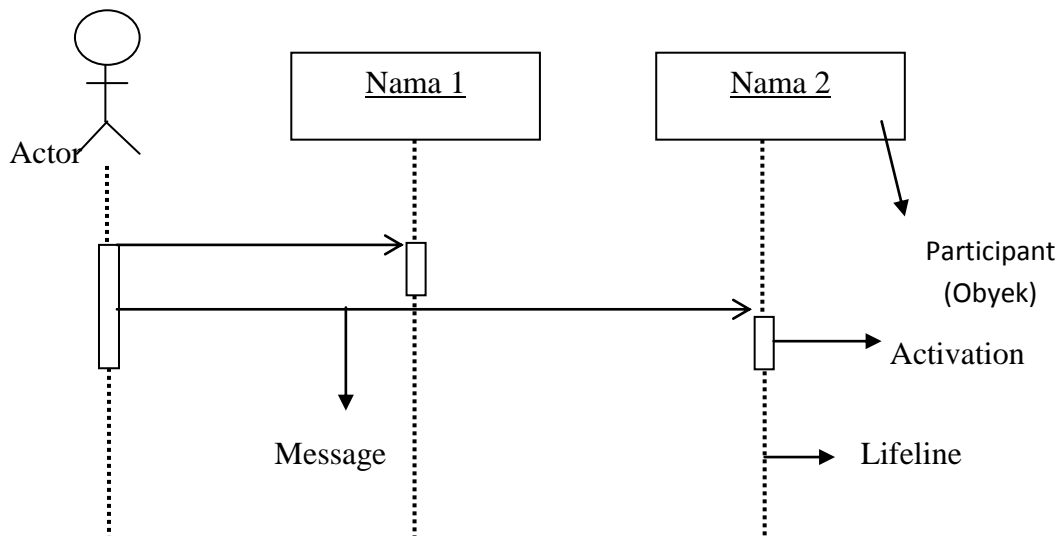 Nama 1
Nama 2
Actor
Participant
(Obyek)
Activation
Message
Lifeline